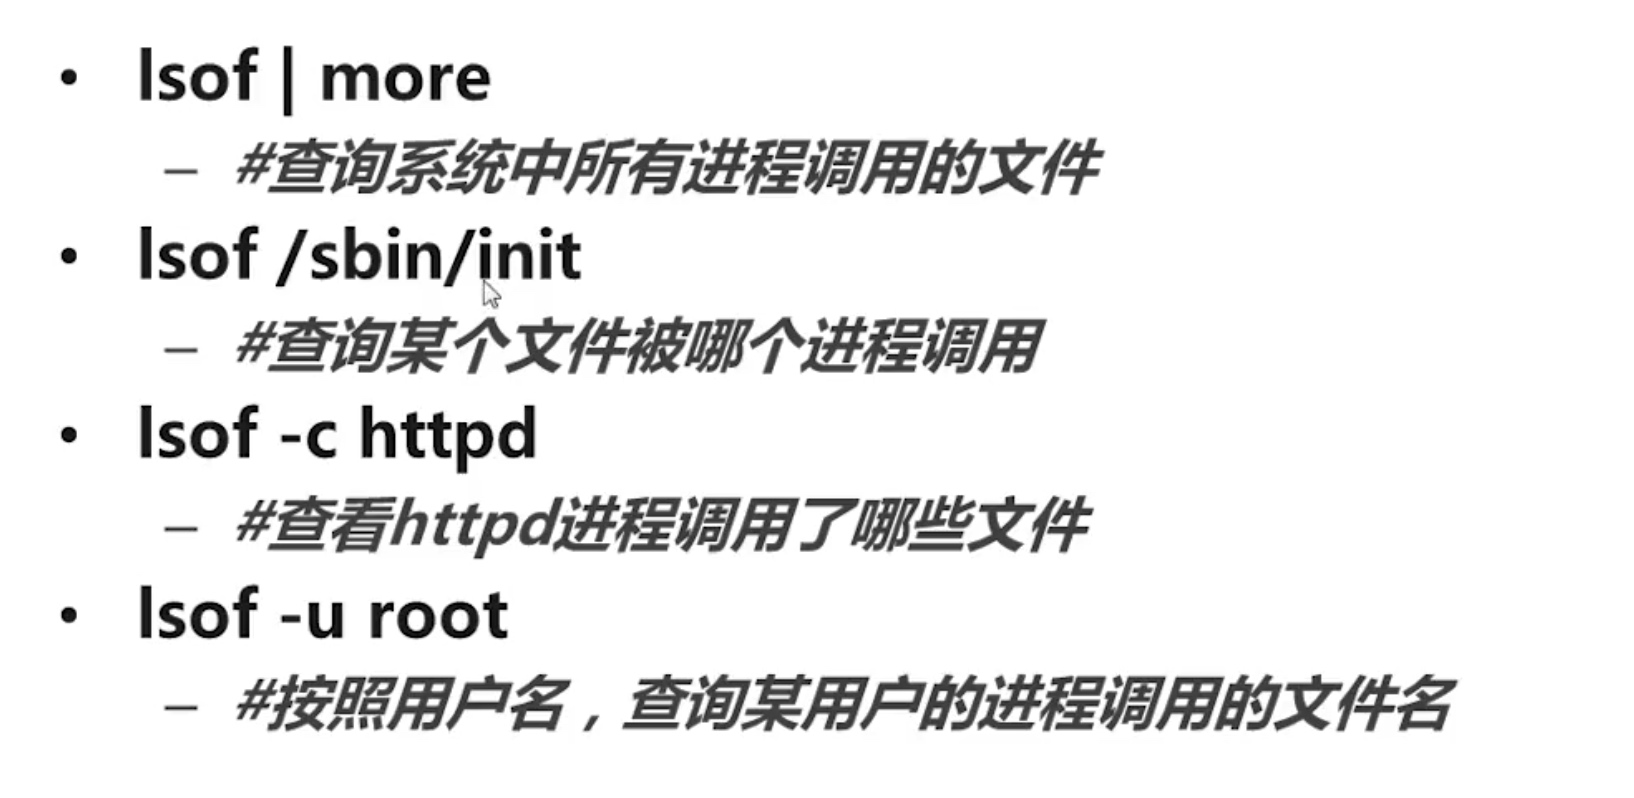 • lsof | more
– #查询系统中所有进程调用的文件
• lsof /sbin/init
– #查询某个文件被哪个进程调用
• lsof -c httpd
– #查看httpd进程调用了哪些文件
• lsof -u root
– #按照用户名，查询某用户的进程调用的文件名